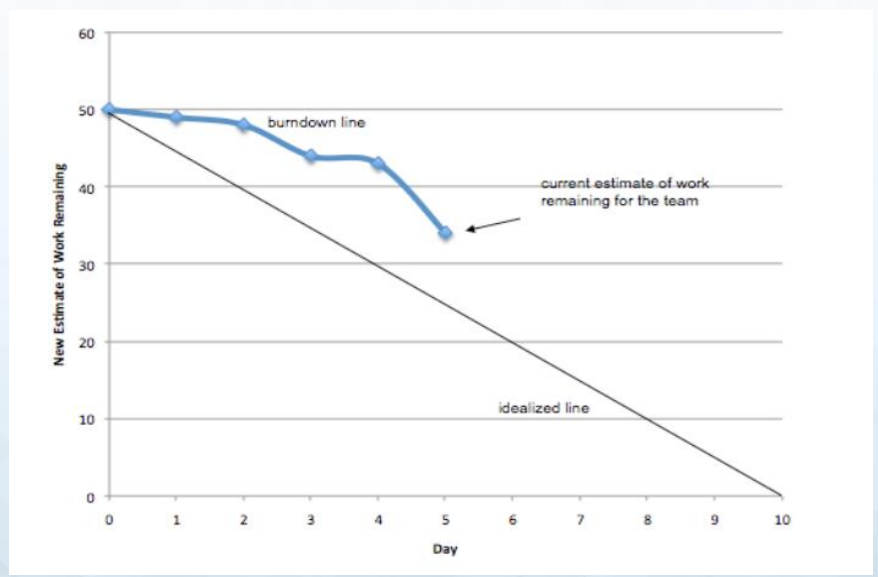 60
50
burndown line
40
current estimate of work
remaining for the team
New Estimate of Work Remaining
30
20
idealized line
10
0
0 1 2 3 4 5 6 7 8 9 10
Day